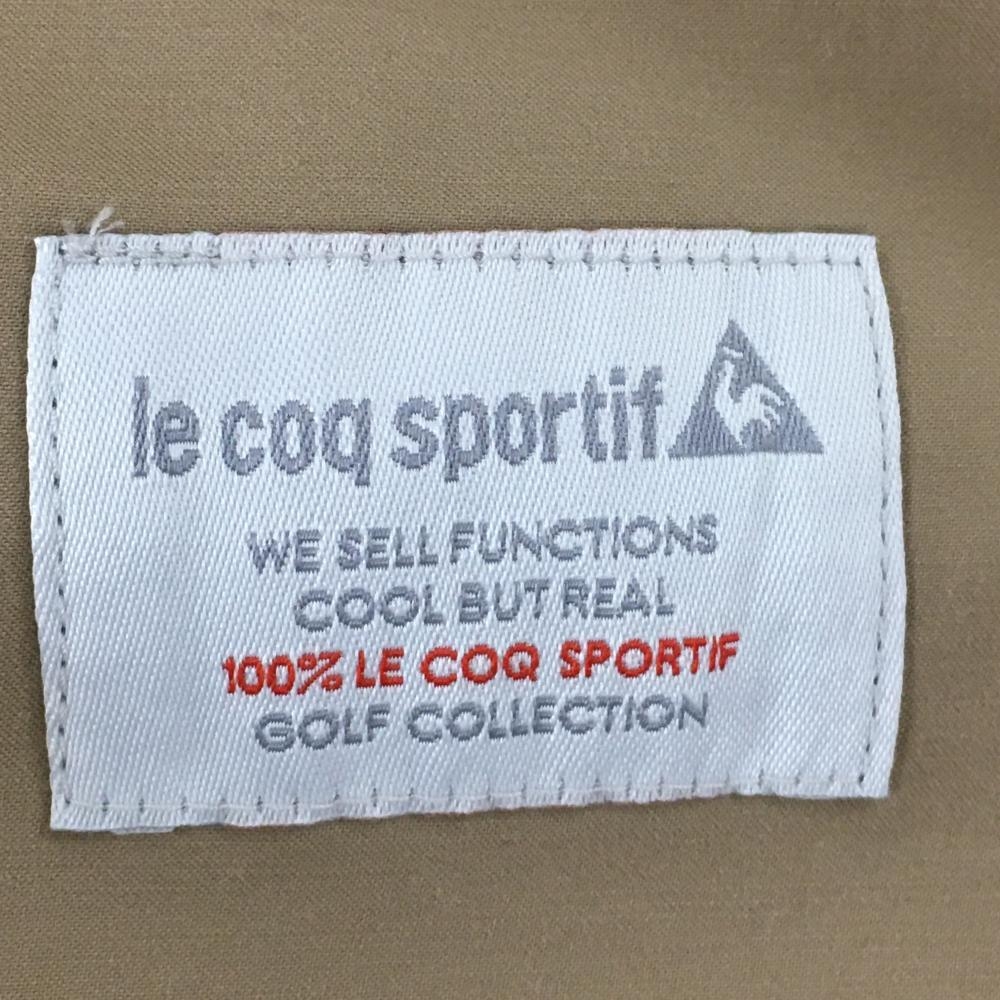 le coq sportif
WE SELL FUNCTIONS
COOL BUT REAL
100% LE COQ SPORTIF
GOLF COLLECTION